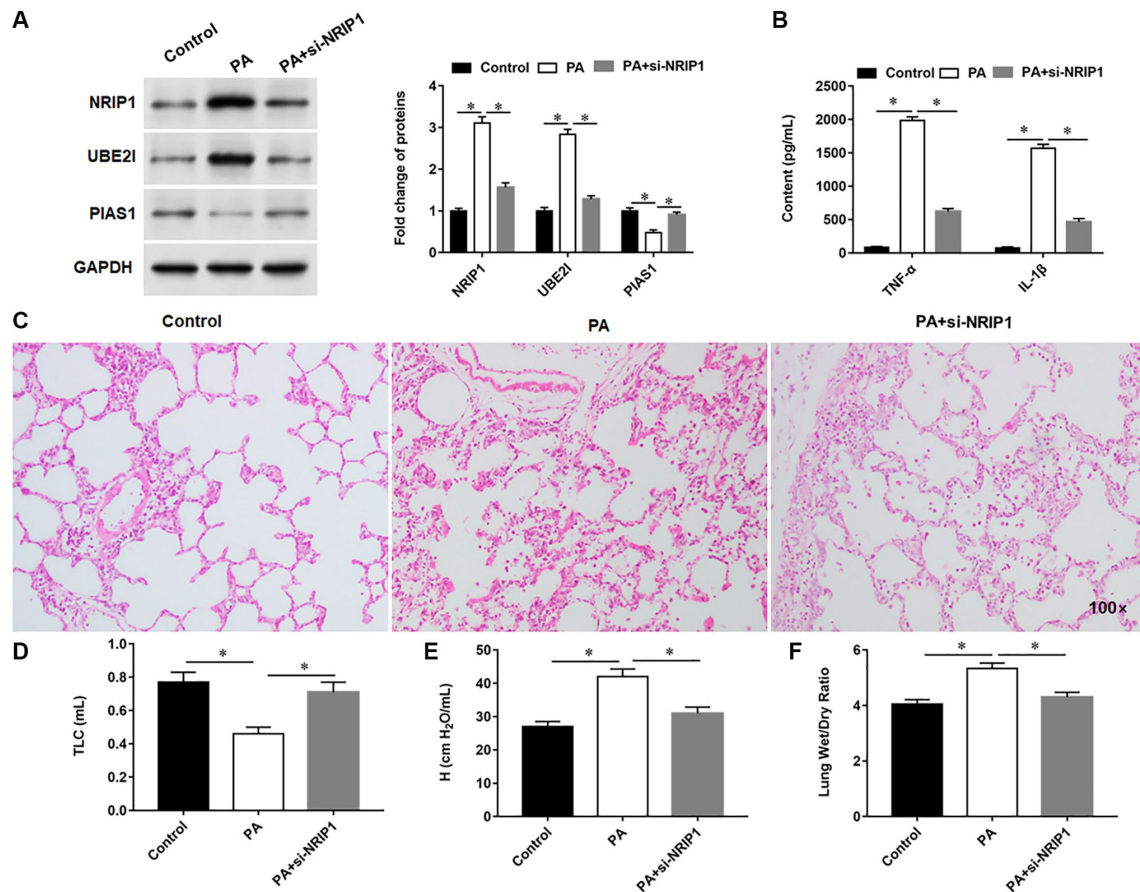 A
Control
PA
PA+si-NRIP1
NRIP1
UBE2I
PIAS1
GAPDH
Control PA PA+si-NRIP1
Fold change of proteins
4
3
2
1
0
* * * * * *
NRIP1
UBE2I
PIAS1
B
Control PA PA+si-NRIP1
Content (pg/mL)
2500
2000
1500
1000
500
0
* * * *
TNF-α
IL-1β
C
Control
PA
PA+si-NRIP1
100×
D
TLC (mL)
1.0
0.8
0.6
0.4
0.2
0.0
* *
Control
PA
PA+si-NRIP1
E
H (cm H₂O/mL)
50
40
30
20
10
0
* *
Control
PA
PA+si-NRIP1
F
Lung Wet/Dry Ratio
6
4
2
0
* *
Control
PA
PA+si-NRIP1